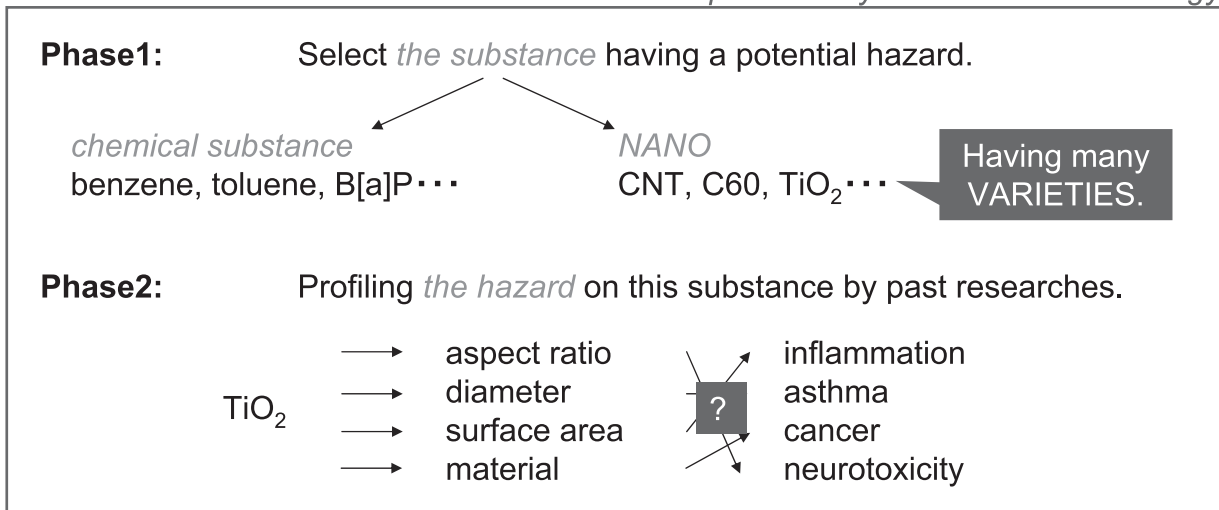 Phase1: Select the substance having a potential hazard.
chemical substance
benzene, toluene, B[a]P･･･
NANO
CNT, C60, TiO₂･･･
Having many
VARIETIES.
Phase2: Profiling the hazard on this substance by past researches.
TiO₂
aspect ratio
diameter
surface area
material
?
inflammation
asthma
cancer
neurotoxicity